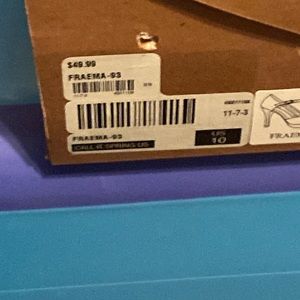 $49.99
FRAEMA-93
11-7-3
FRAEMA-93
US
CALL IT SPRING US
10
FRAE